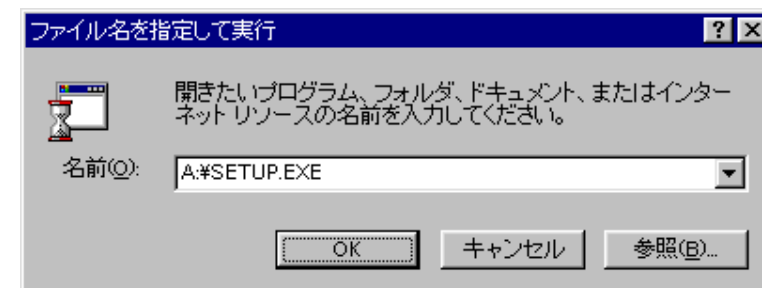 ファイル名を指定して実行
開きたいプログラム、フォルダ、ドキュメント、またはインター
ネット リソースの名前を入力してください。
名前(O):
A:¥SETUP.EXE
OK
キャンセル
参照(B)...